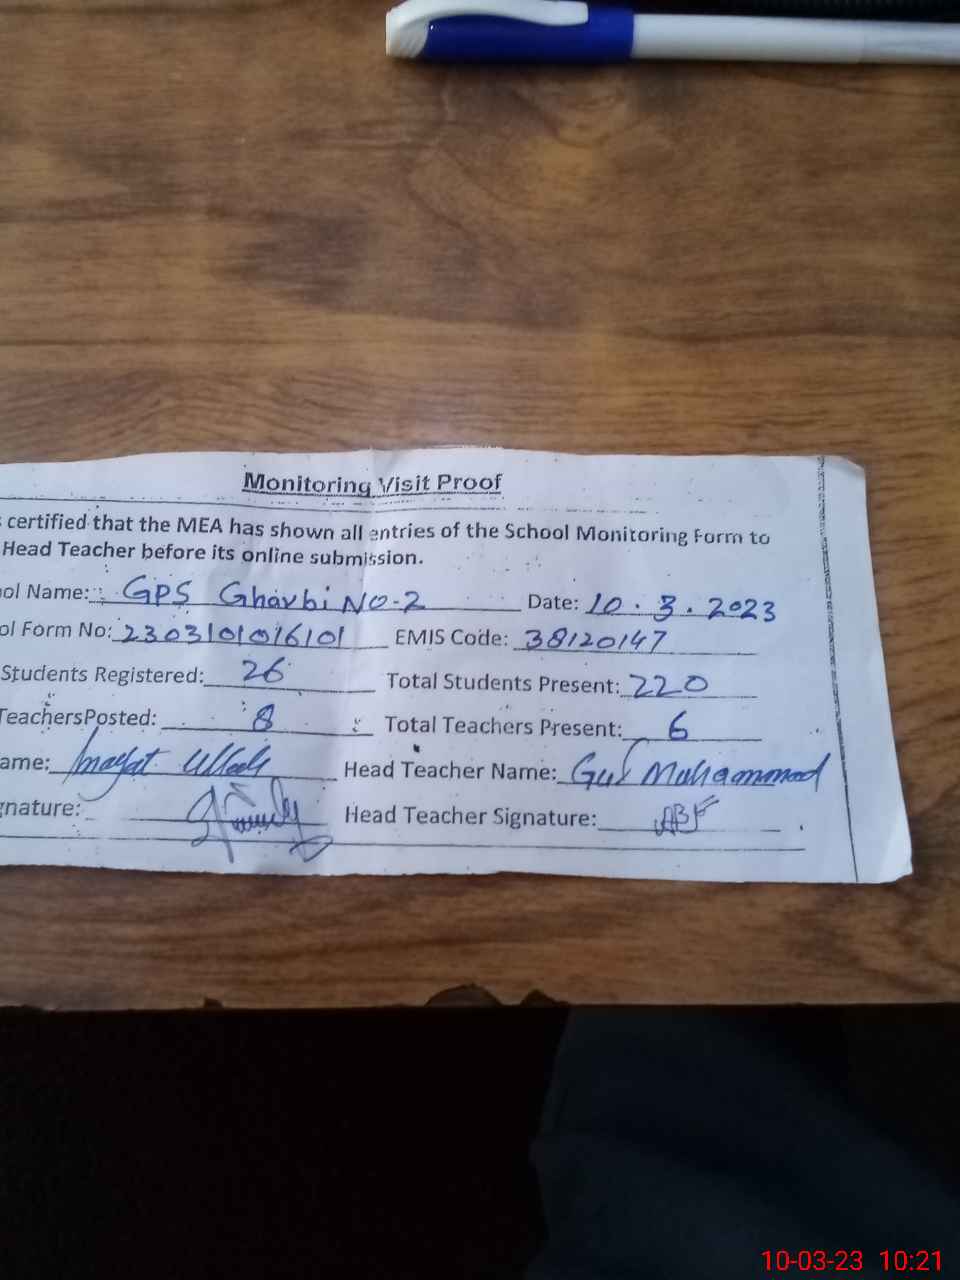 Monitoring Visit Proof
certified that the MEA has shown all entries of the School Monitoring Form to
Head Teacher before its online submission.
ol Name: GPS Gharbi NO-2 Date: 10.3.2023
ol Form No: 2303101016101 EMIS Code: 38120147
Students Registered: 26 Total Students Present: 220
TeachersPosted: 8 Total Teachers Present: 6
ame: Inayat Ullah Head Teacher Name: Gul Muhammad
gnature: Head Teacher Signature: ABF
10-03-23 10:21